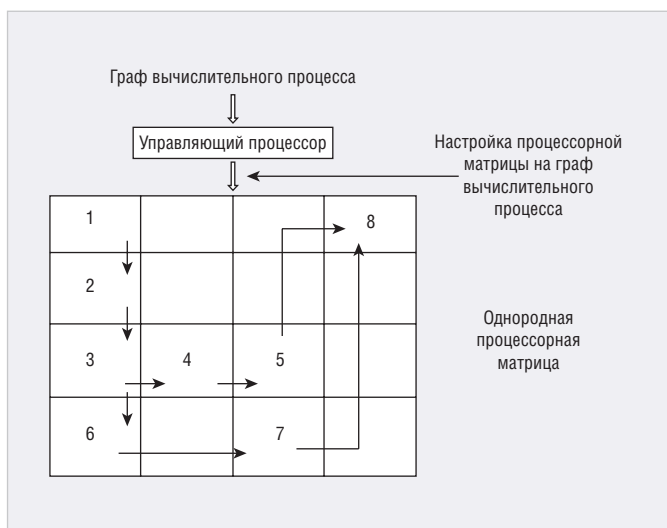 Граф вычислительного процесса
Управляющий процессор
Настройка процессорной
матрицы на граф
вычислительного
процесса
1
8
2
Однородная
процессорная
матрица
3 4 5
6 7